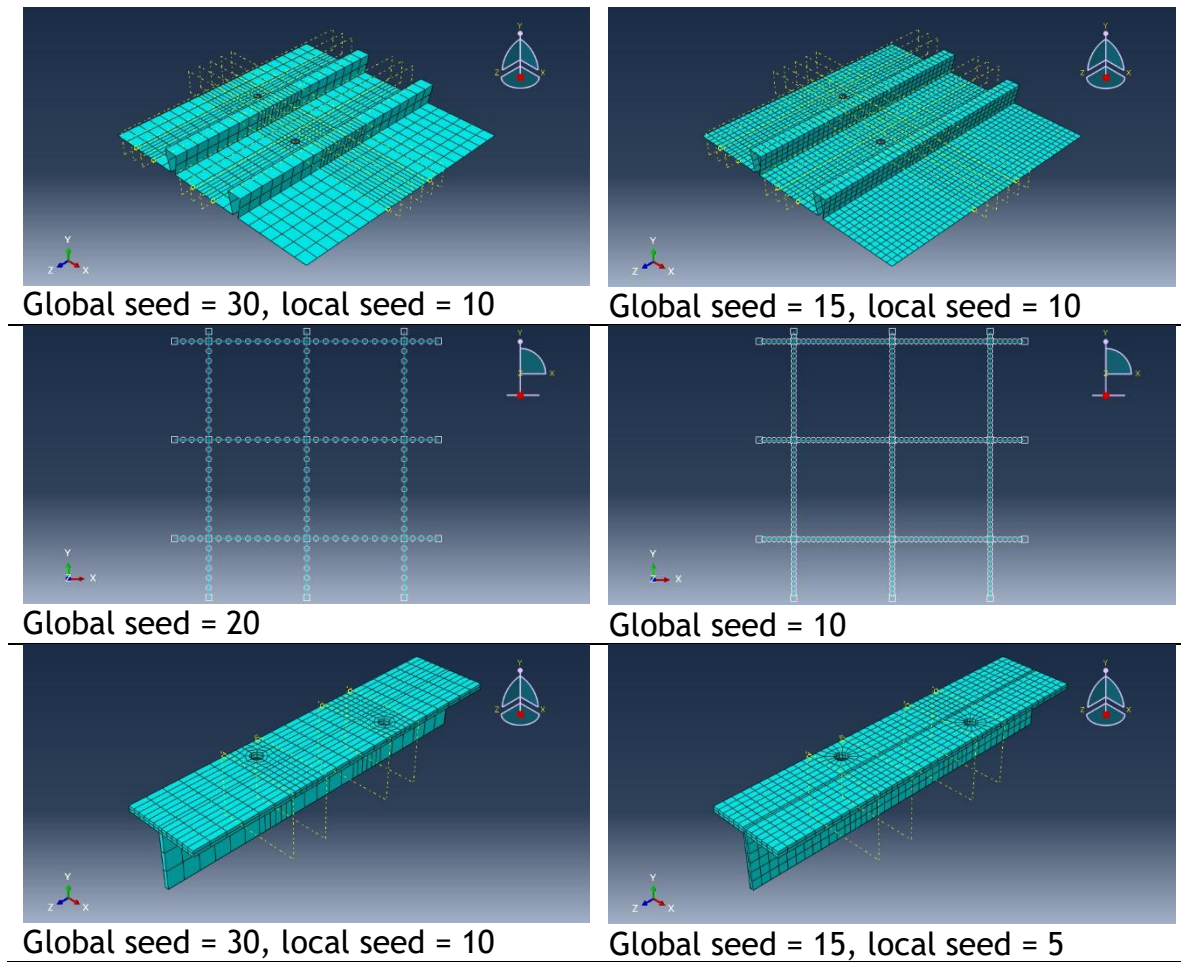 Y
Z
X
Y
Z
X
Y
Z
X
Y
Z
X
Global seed = 30, local seed = 10
Global seed = 15, local seed = 10
Y
Z
X
Y
Z
X
Y
Z
X
Y
Z
X
Global seed = 20
Global seed = 10
Y
Z
X
Y
Z
X
Y
Z
X
Y
Z
X
Global seed = 30, local seed = 10
Global seed = 15, local seed = 5